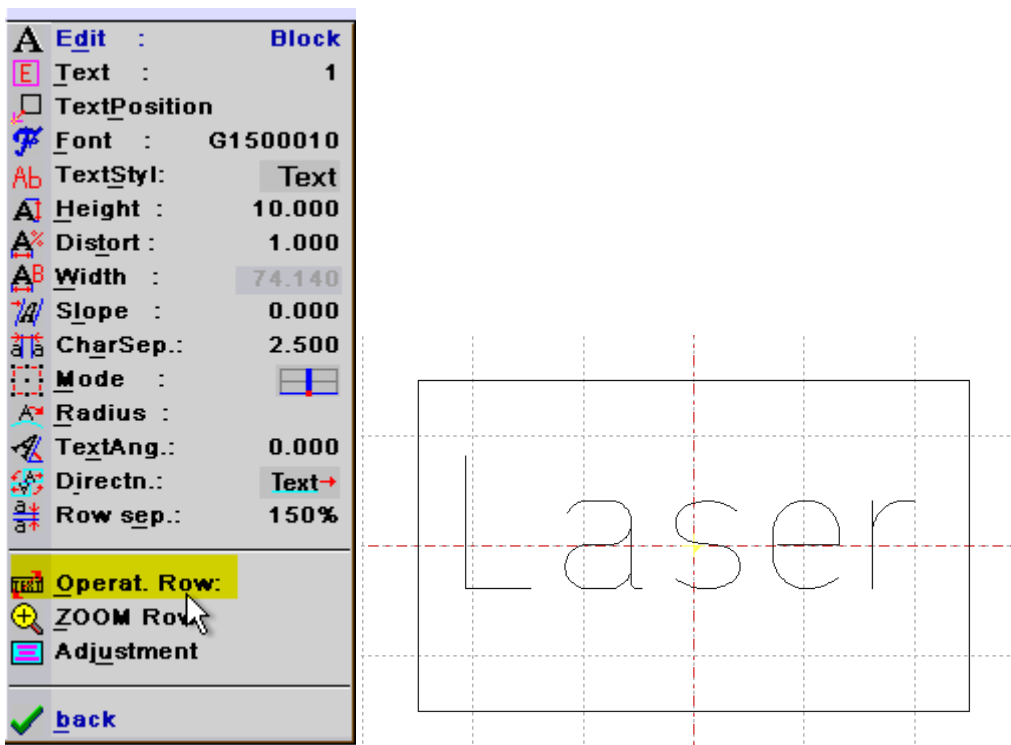 Edit : Block
Text : 1
TextPosition
Font : G1500010
TextStyl: Text
Height : 10.000
Distort : 1.000
Width : 74.140
Slope : 0.000
CharSep.: 2.500
Mode :
Radius :
TextAng.: 0.000
Directn.: Text→
Row sep.: 150%
Operat. Row:
ZOOM Row
Adjustment
back
Laser